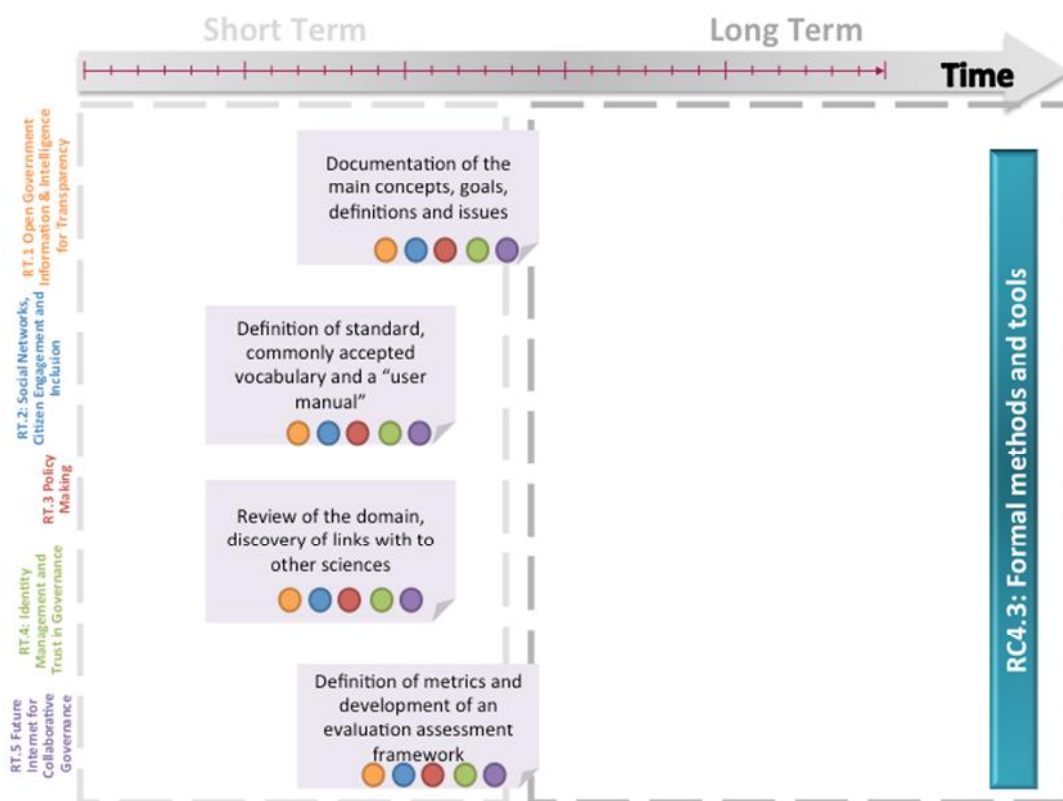 Short Term
Long Term
Time
RT.1 Open Government
Information & Intelligence
for Transparency
RT.2: Social Networks,
Citizen Engagement and
Inclusion
RT.3 Policy
Making
RT.4: Identity
Management and
Trust in Governance
RT.5 Future
Internet for
Collaborative
Governance
Documentation of the
main concepts, goals,
definitions and issues
Definition of standard,
commonly accepted
vocabulary and a “user
manual”
Review of the domain,
discovery of links with to
other sciences
Definition of metrics and
development of an
evaluation assessment
framework
RC4.3: Formal methods and tools